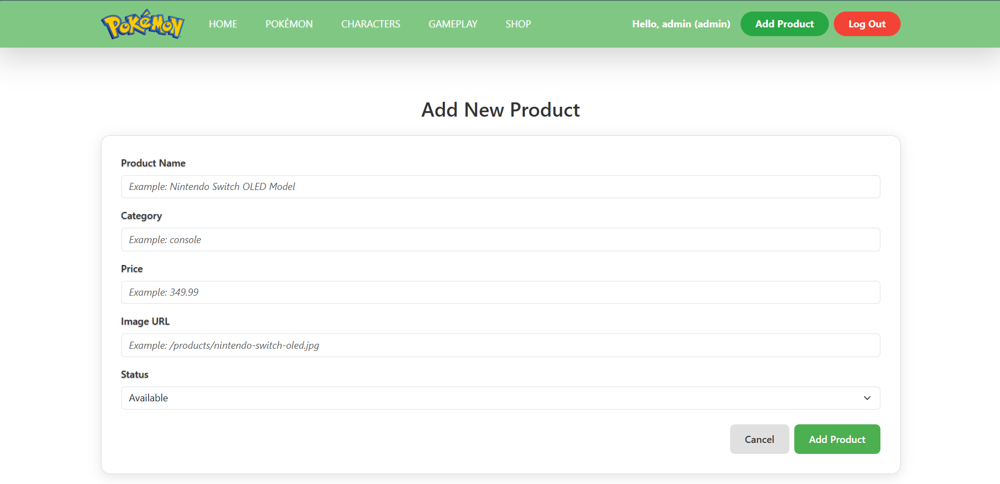 POKéMON HOME POKÉMON CHARACTERS GAMEPLAY SHOP Hello, admin (admin) Add Product Log Out
Add New Product
Product Name
Example: Nintendo Switch OLED Model
Category
Example: console
Price
Example: 349.99
Image URL
Example: /products/nintendo-switch-oled.jpg
Status
Available
Cancel Add Product